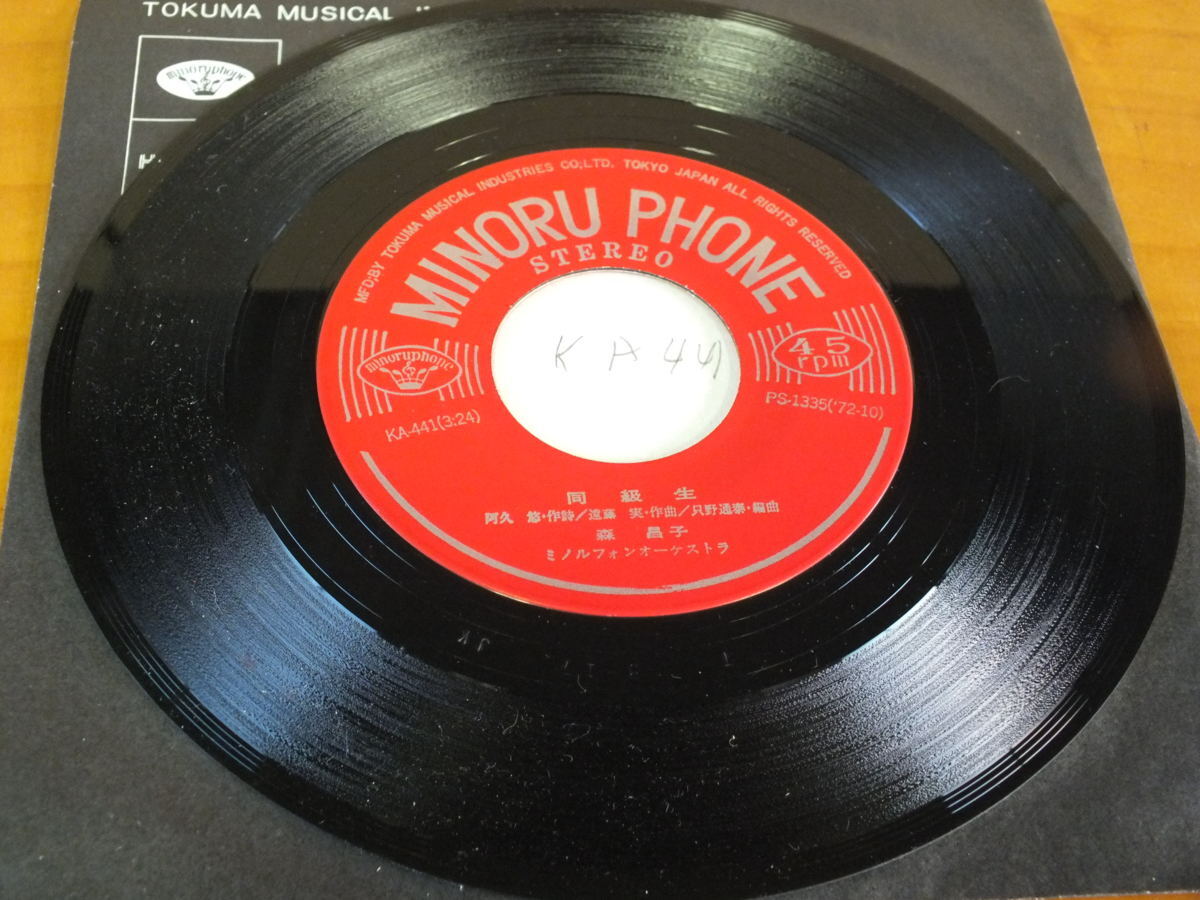 TOKUMA MUSICAL
minoruphone
MFD;BY TOKUMA MUSICAL INDUSTRIES CO;LTD. TOKYO JAPAN ALL RIGHTS RESERVED
MINORU PHONE
STEREO
minoruphone
45
rpm
KA-441(3:24)
PS-1335('72-10)
同級生
阿久 悠・作詩/遠藤 実・作曲/只野通泰・編曲
森 昌子
ミノルフォンオーケストラ